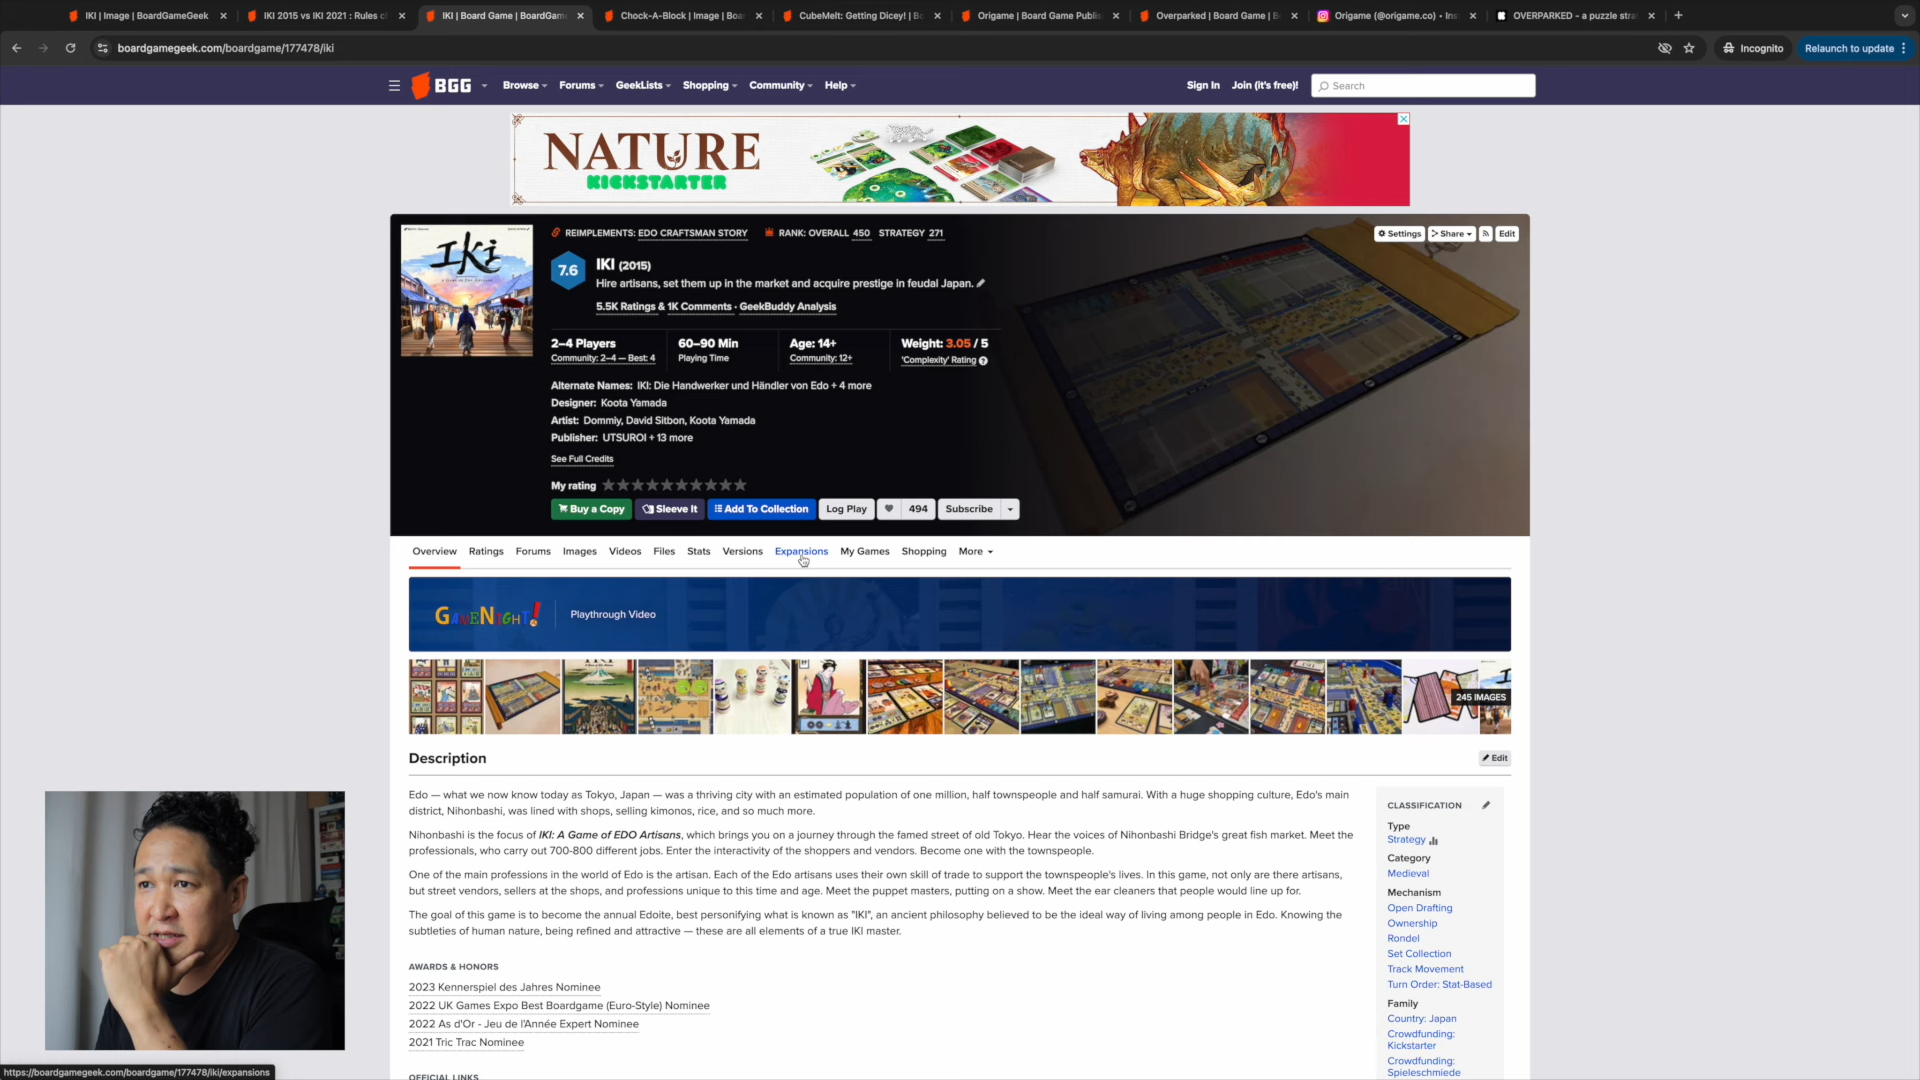 IKI | Image | BoardGameGeek
IKI 2015 vs IKI 2021 : Rules c
IKI | Board Game | BoardGam
Chock-A-Block | Image | Boa
CubeMelt: Getting Dicey! | Bo
Origame | Board Game Publis
Overparked | Board Game | B
Origame (@origame.co) • Ins
OVERPARKED - a puzzle stra
boardgamegeek.com/boardgame/177478/iki
Incognito
Relaunch to update
BGG
Browse
Forums
GeekLists
Shopping
Community
Help
Sign In
Join (it's free!)
Search
NATURE
KICKSTARTER
REIMPLEMENTS: EDO CRAFTSMAN STORY
RANK: OVERALL 450 STRATEGY 271
Settings
Share
Edit
Iki
7.6
IKI (2015)
Hire artisans, set them up in the market and acquire prestige in feudal Japan.
5.5K Ratings & 1K Comments · GeekBuddy Analysis
2–4 Players
Community: 2–4 — Best: 4
60–90 Min
Playing Time
Age: 14+
Community: 12+
Weight: 3.05 / 5
'Complexity' Rating
Alternate Names: IKI: Die Handwerker und Händler von Edo + 4 more
Designer: Koota Yamada
Artist: Dommiy, David Sitbon, Koota Yamada
Publisher: UTSUROI + 13 more
See Full Credits
My rating
Buy a Copy
Sleeve It
Add To Collection
Log Play
494
Subscribe
Overview
Ratings
Forums
Images
Videos
Files
Stats
Versions
Expansions
My Games
Shopping
More
GameNight!
Playthrough Video
245 IMAGES
Description
Edit
Edo — what we now know today as Tokyo, Japan — was a thriving city with an estimated population of one million, half townspeople and half samurai. With a huge shopping culture, Edo's main
district, Nihonbashi, was lined with shops, selling kimonos, rice, and so much more.
Nihonbashi is the focus of IKI: A Game of EDO Artisans, which brings you on a journey through the famed street of old Tokyo. Hear the voices of Nihonbashi Bridge's great fish market. Meet the
professionals, who carry out 700-800 different jobs. Enter the interactivity of the shoppers and vendors. Become one with the townspeople.
One of the main professions in the world of Edo is the artisan. Each of the Edo artisans uses their own skill of trade to support the townspeople's lives. In this game, not only are there artisans,
but street vendors, sellers at the shops, and professions unique to this time and age. Meet the puppet masters, putting on a show. Meet the ear cleaners that people would line up for.
The goal of this game is to become the annual Edoite, best personifying what is known as "IKI", an ancient philosophy believed to be the ideal way of living among people in Edo. Knowing the
subtleties of human nature, being refined and attractive — these are all elements of a true IKI master.
AWARDS & HONORS
2023 Kennerspiel des Jahres Nominee
2022 UK Games Expo Best Boardgame (Euro-Style) Nominee
2022 As d'Or - Jeu de l'Année Expert Nominee
2021 Tric Trac Nominee
OFFICIAL LINKS
CLASSIFICATION
Type
Strategy
Category
Medieval
Mechanism
Open Drafting
Ownership
Rondel
Set Collection
Track Movement
Turn Order: Stat-Based
Family
Country: Japan
Crowdfunding:
Kickstarter
Crowdfunding:
Spieleschmiede
https://boardgamegeek.com/boardgame/177478/iki/expansions